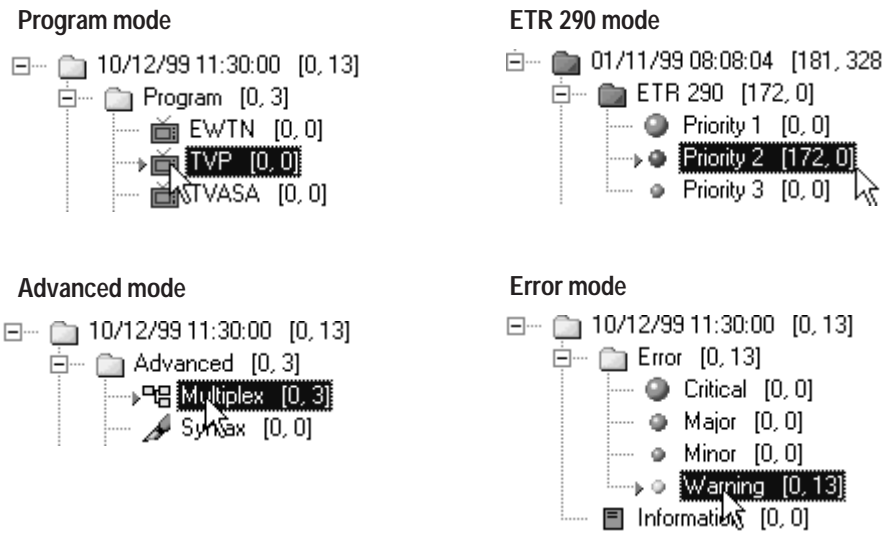 Program mode
10/12/99 11:30:00 [0, 13]
Program [0, 3]
EWTN [0, 0]
TVP [0, 0]
TVASA [0, 0]
ETR 290 mode
01/11/99 08:08:04 [181, 328
ETR 290 [172, 0]
Priority 1 [0, 0]
Priority 2 [172, 0]
Priority 3 [0, 0]
Advanced mode
10/12/99 11:30:00 [0, 13]
Advanced [0, 3]
Multiplex [0, 3]
Syntax [0, 0]
Error mode
10/12/99 11:30:00 [0, 13]
Error [0, 13]
Critical [0, 0]
Major [0, 0]
Minor [0, 0]
Warning [0, 13]
Information [0, 0]